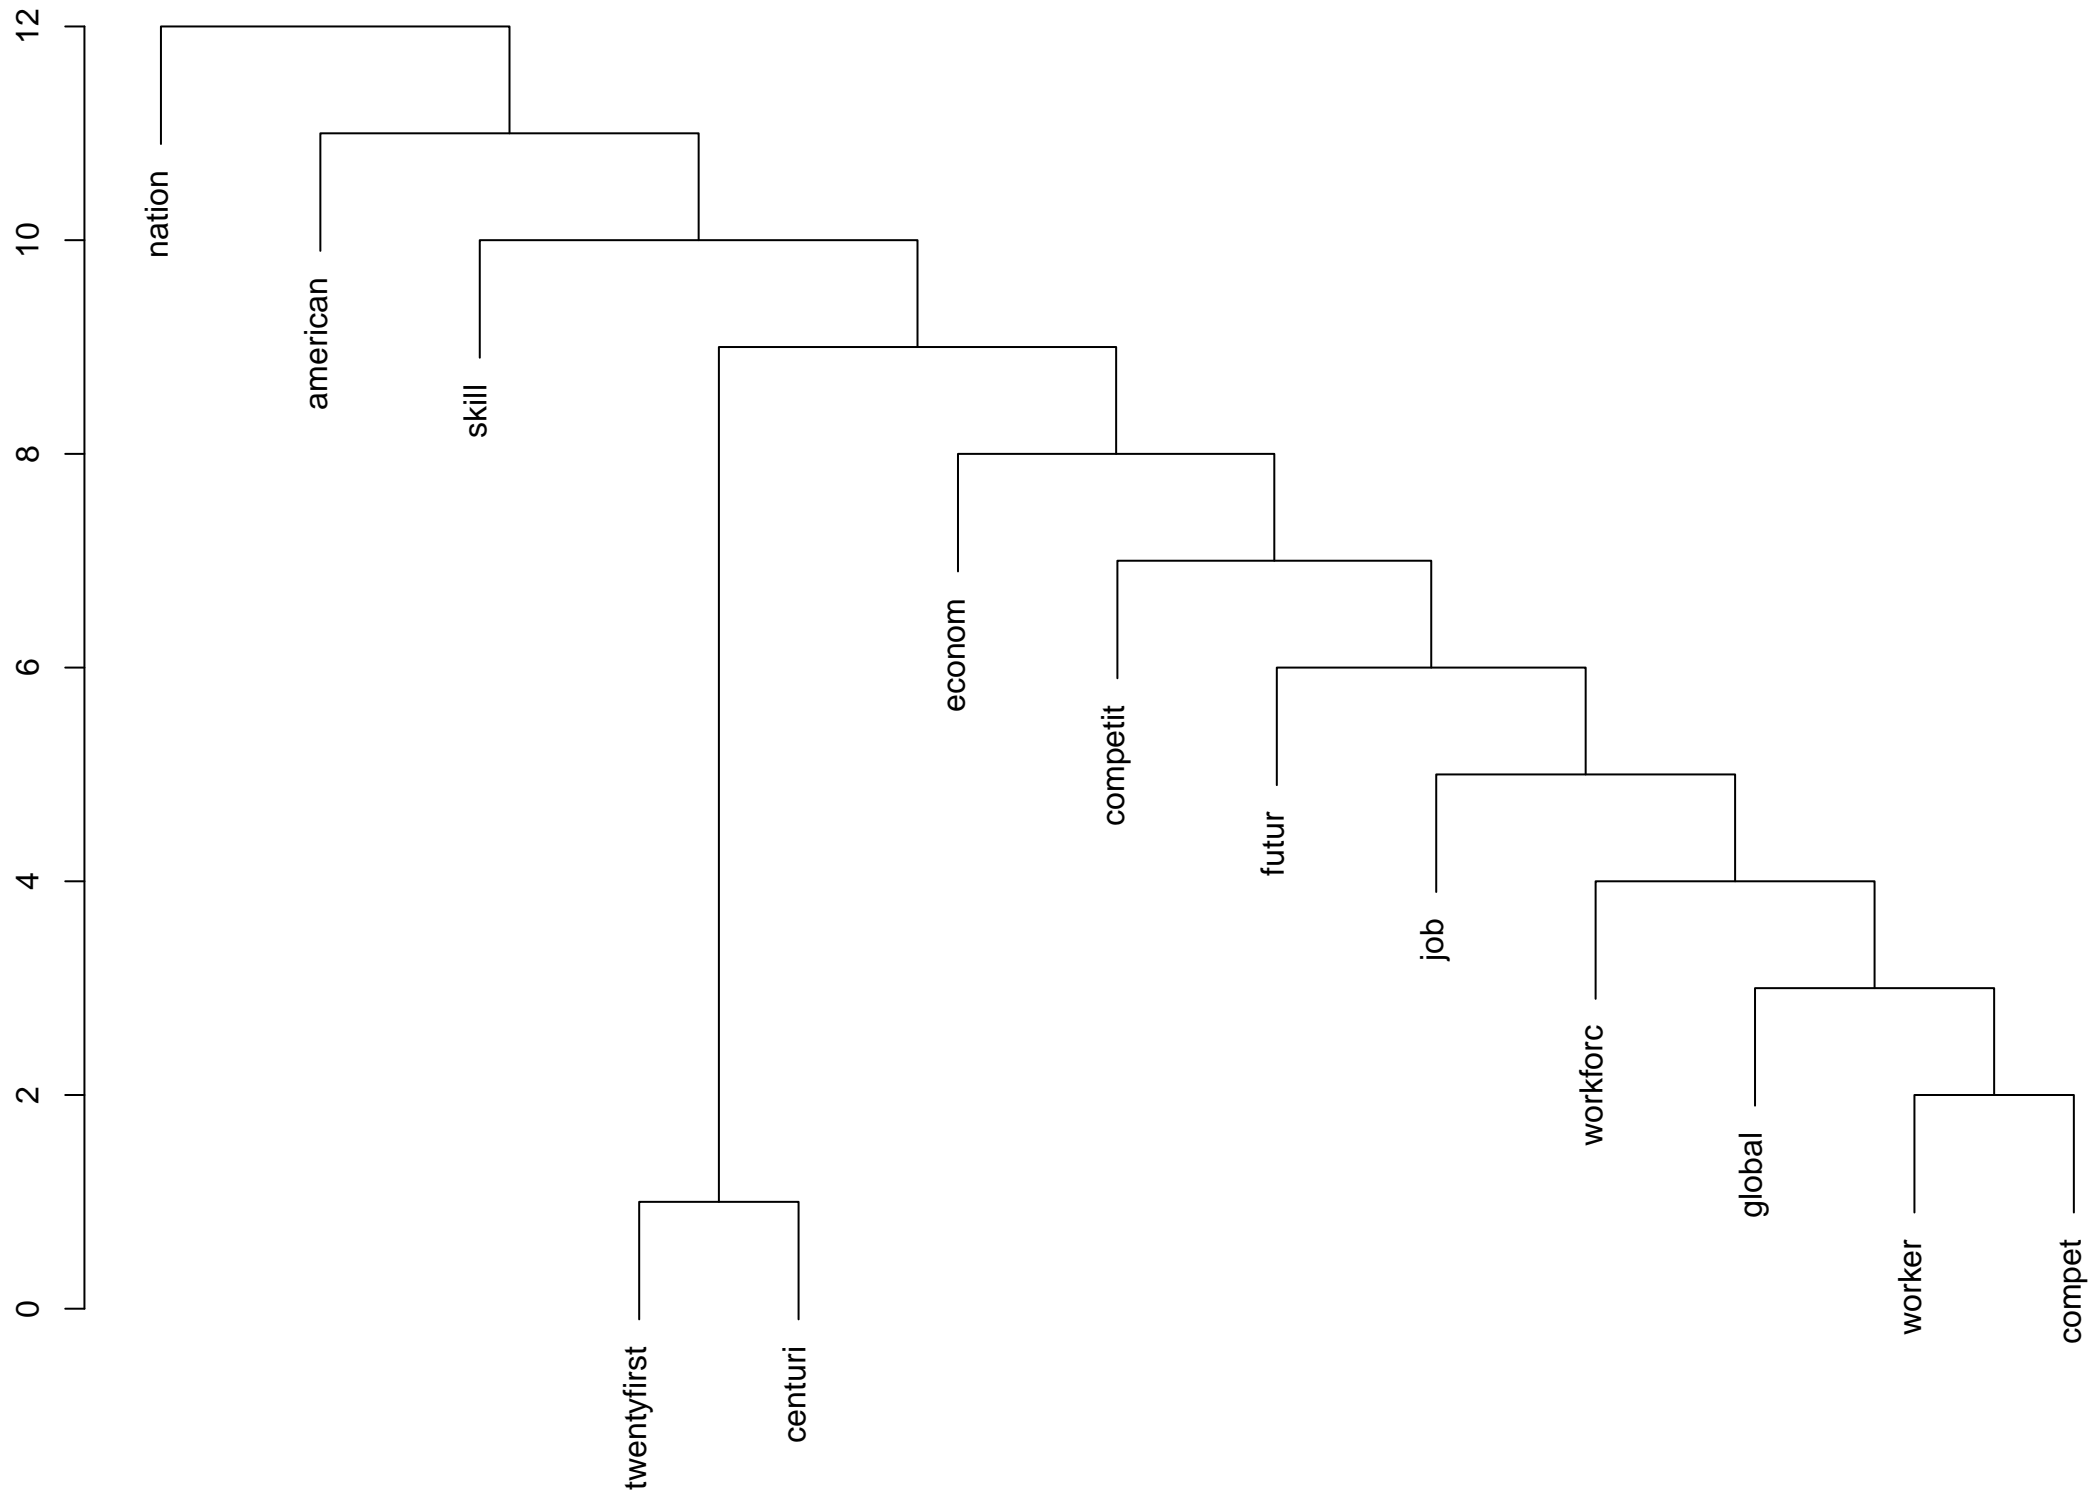 12
10
8
6
4
2
0
nation
american
skill
twentyfirst
centuri
econom
competit
futur
job
workforc
global
worker
compet